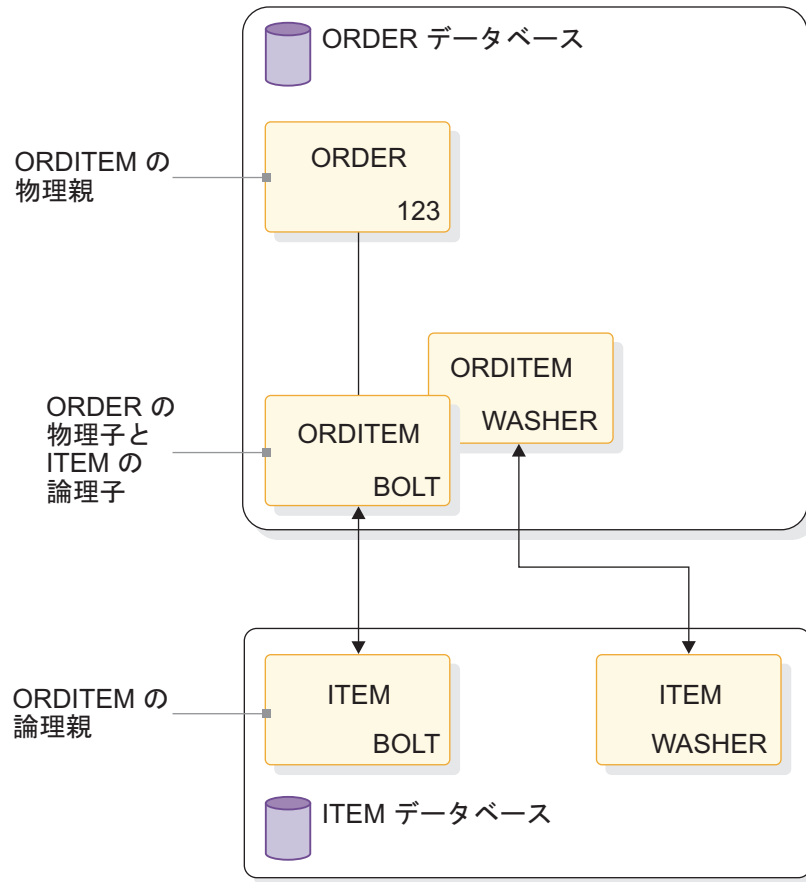 ORDER データベース
ORDITEM の
物理親
ORDER
123
ORDITEM
WASHER
ORDER の
物理子と
ITEM の
論理子
ORDITEM
BOLT
ORDITEM の
論理親
ITEM
BOLT
ITEM
WASHER
ITEM データベース